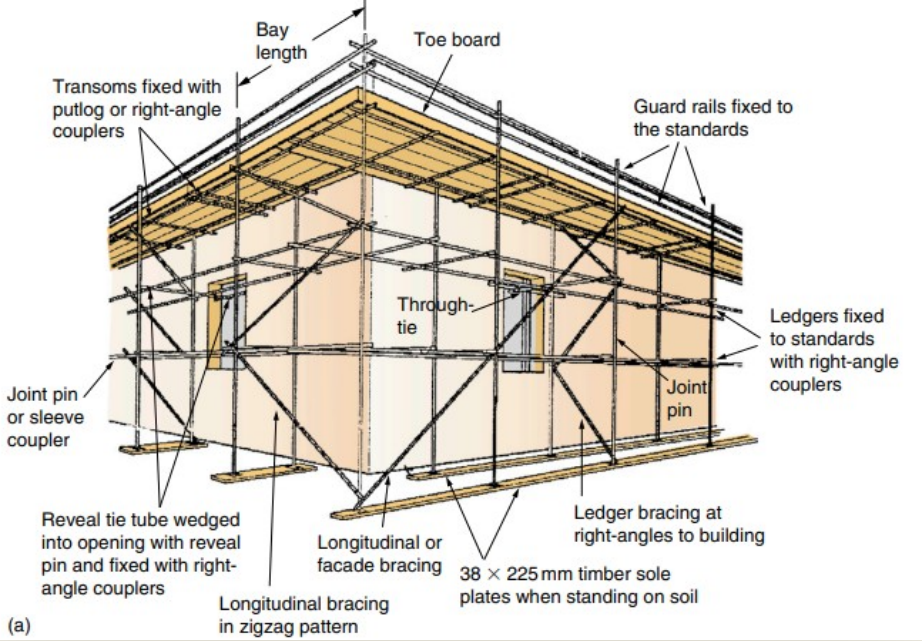 Bay
length
Toe board
Transoms fixed with
putlog or right-angle
couplers
Guard rails fixed to
the standards
Through-
tie
Ledgers fixed
to standards
with right-angle
couplers
Joint pin
or sleeve
coupler
Joint
pin
Reveal tie tube wedged
into opening with reveal
pin and fixed with right-
angle couplers
Longitudinal or
facade bracing
Ledger bracing at
right-angles to building
38 × 225 mm timber sole
plates when standing on soil
Longitudinal bracing
in zigzag pattern
(a)